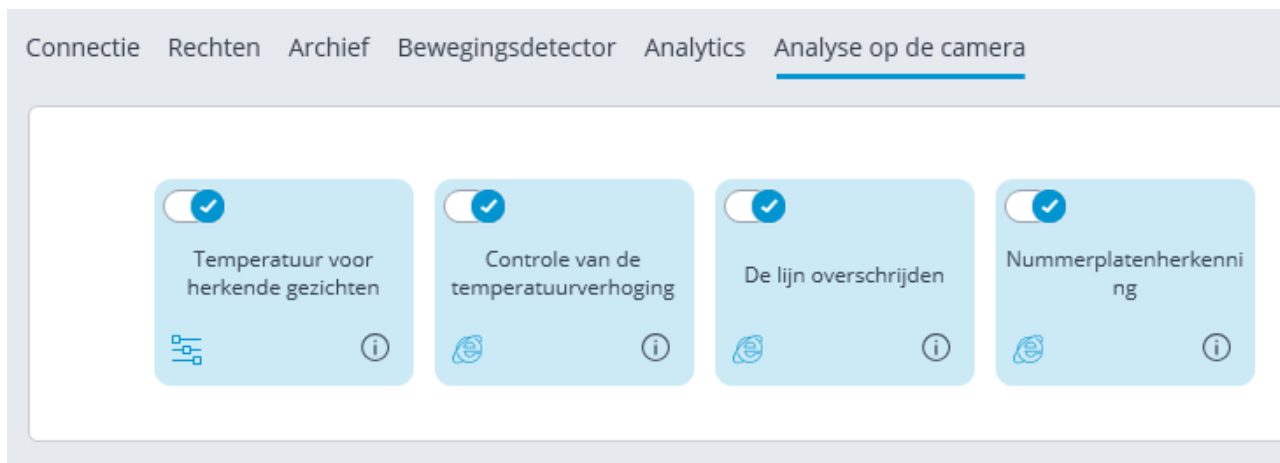 Connectie Rechten Archief Bewegingsdetector Analytics Analyse op de camera
Temperatuur voor
herkende gezichten
Controle van de
temperatuurverhoging
De lijn overschrijden
Nummerplatenherkenni
ng